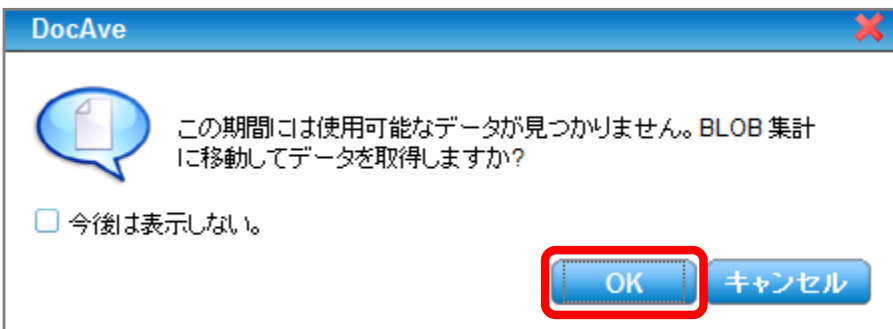 DocAve
この期間には使用可能なデータが見つかりません。BLOB 集計
に移動してデータを取得しますか?
今後は表示しない。
OK キャンセル